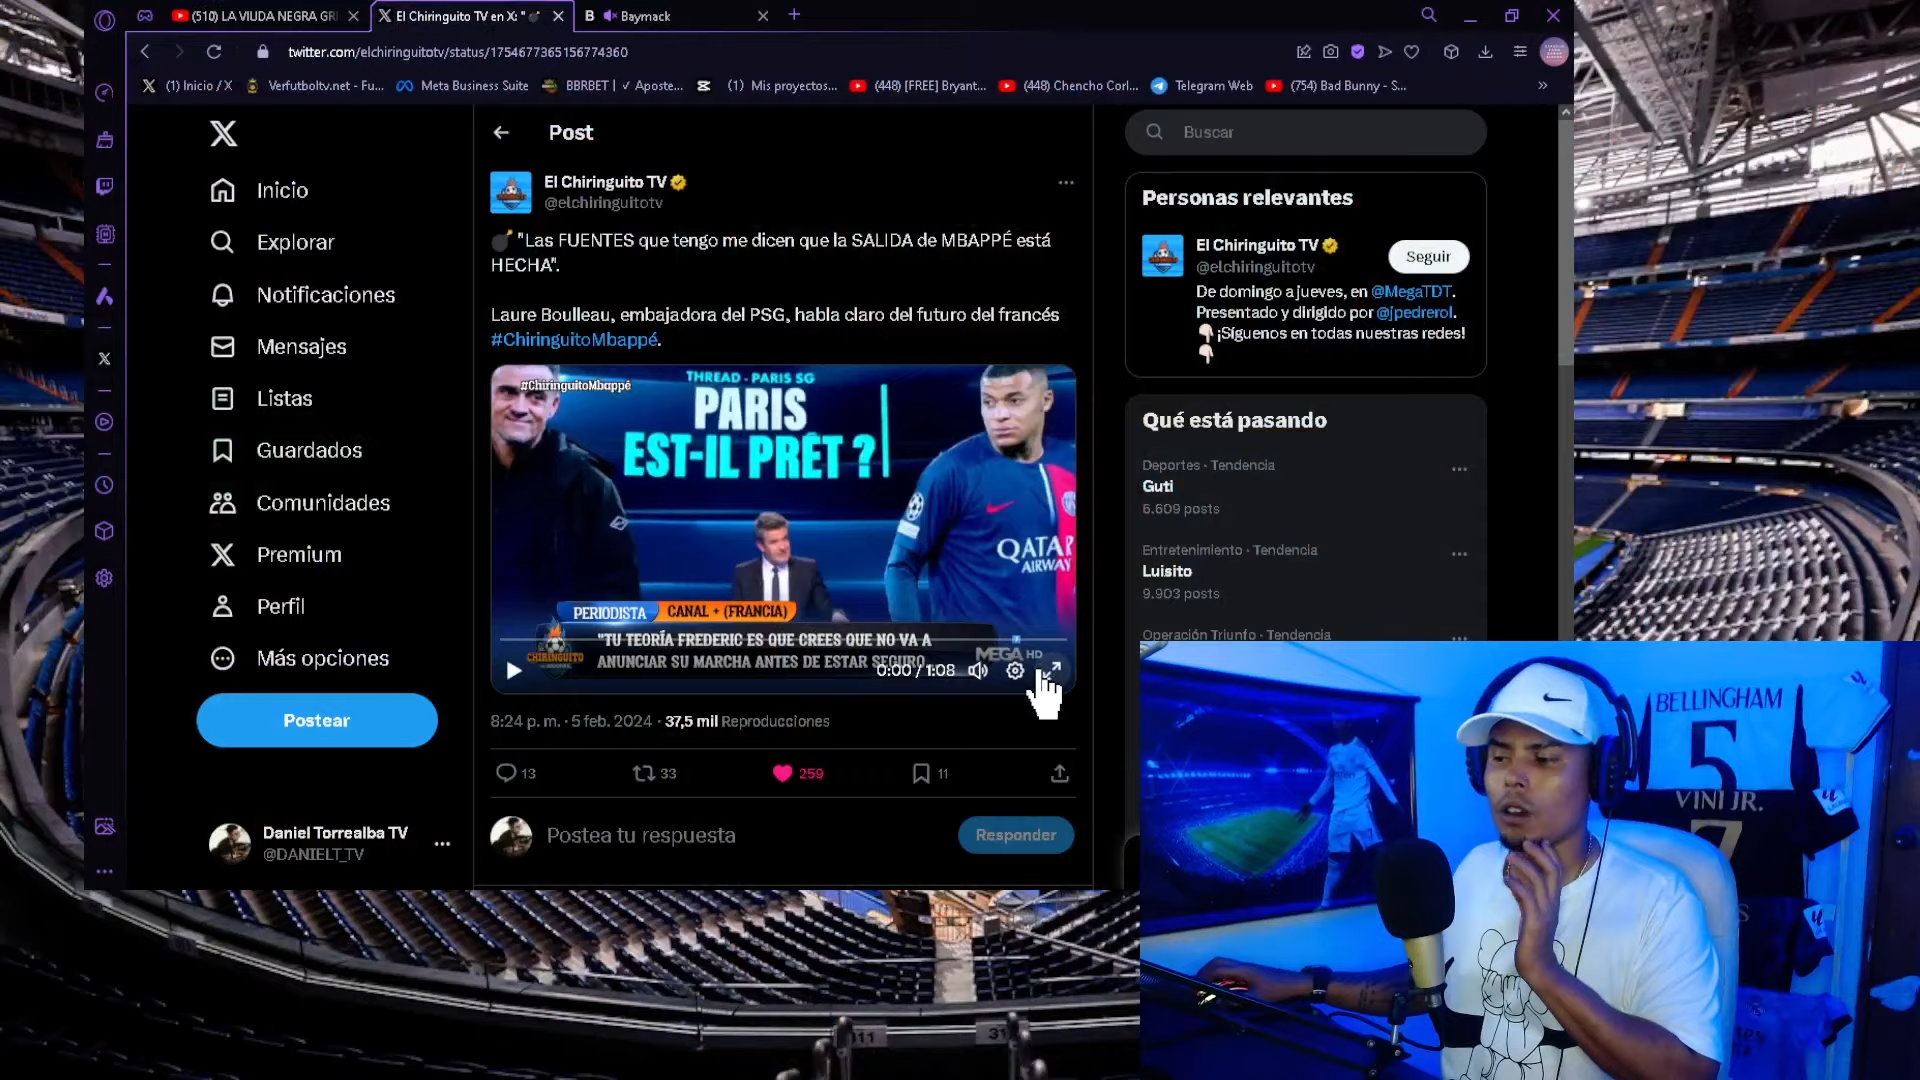 (510) LA VIUDA NEGRA GRI
El Chiringuito TV en X: "
B Baymack
twitter.com/elchiringuitotv/status/1754677365156774360
(1) Inicio / X
Verfutboltv.net - Fu...
Meta Business Suite
BBRBET | ✓ Aposte...
(1) Mis proyectos...
(448) [FREE] Bryant...
(448) Chencho Corl...
Telegram Web
(754) Bad Bunny - S...
Inicio
Explorar
Notificaciones
Mensajes
Listas
Guardados
Comunidades
Premium
Perfil
Más opciones
Postear
Daniel Torrealba TV
@DANIELT_TV
Post
El Chiringuito TV
@elchiringuitotv
💣 "Las FUENTES que tengo me dicen que la SALIDA de MBAPPÉ está
HECHA".
Laure Boulleau, embajadora del PSG, habla claro del futuro del francés
#ChiringuitoMbappé.
#ChiringuitoMbappé
THREAD - PARIS SG
PARIS
EST-IL PRÊT ?
QATAR
AIRWAY
PERIODISTA CANAL + (FRANCIA)
CHIRINGUITO
"TU TEORÍA FREDERIC ES QUE CREES QUE NO VA A
ANUNCIAR SU MARCHA ANTES DE ESTAR SEGURO
MEGA HD
0:00 / 1:08
8:24 p. m. · 5 feb. 2024 · 37,5 mil Reproducciones
13
33
259
11
Postea tu respuesta
Responder
Buscar
Personas relevantes
El Chiringuito TV
@elchiringuitotv
Seguir
De domingo a jueves, en @MegaTDT.
Presentado y dirigido por @jpedrerol.
👇🏻¡Síguenos en todas nuestras redes!
👇🏻
Qué está pasando
Deportes · Tendencia
Guti
6.609 posts
Entretenimiento · Tendencia
Luisito
9.903 posts
Operación Triunfo · Tendencia
BELLINGHAM
5
VINI JR.
7
11
31